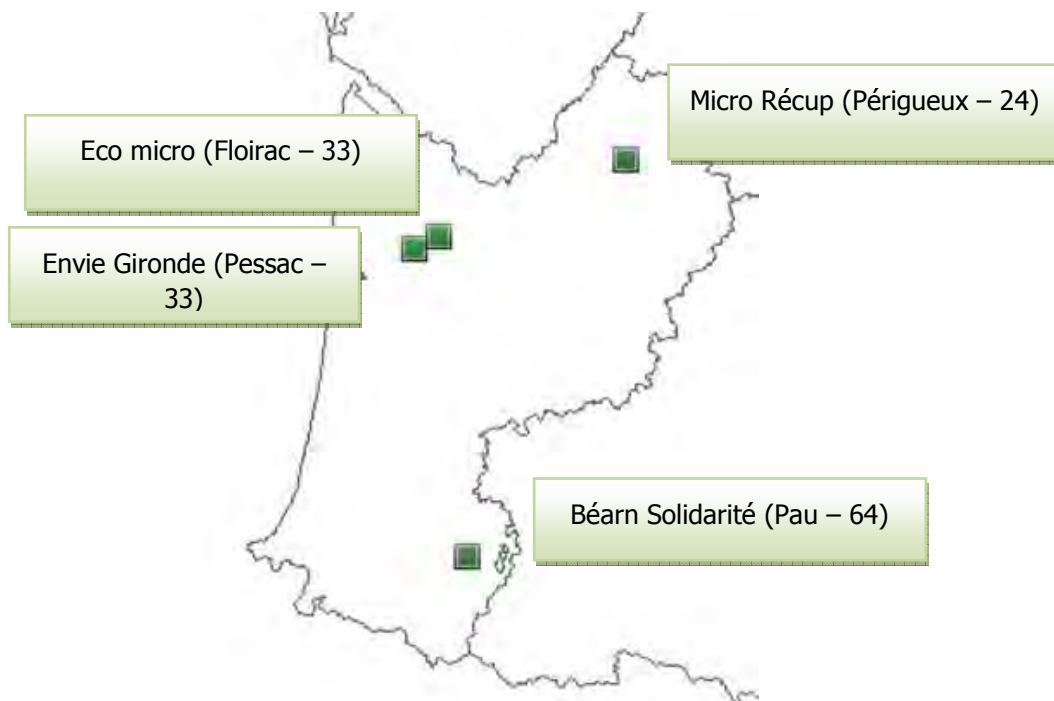 Micro Récup (Périgueux – 24)
Eco micro (Floirac – 33)
Envie Gironde (Pessac –
33)
Béarn Solidarité (Pau – 64)